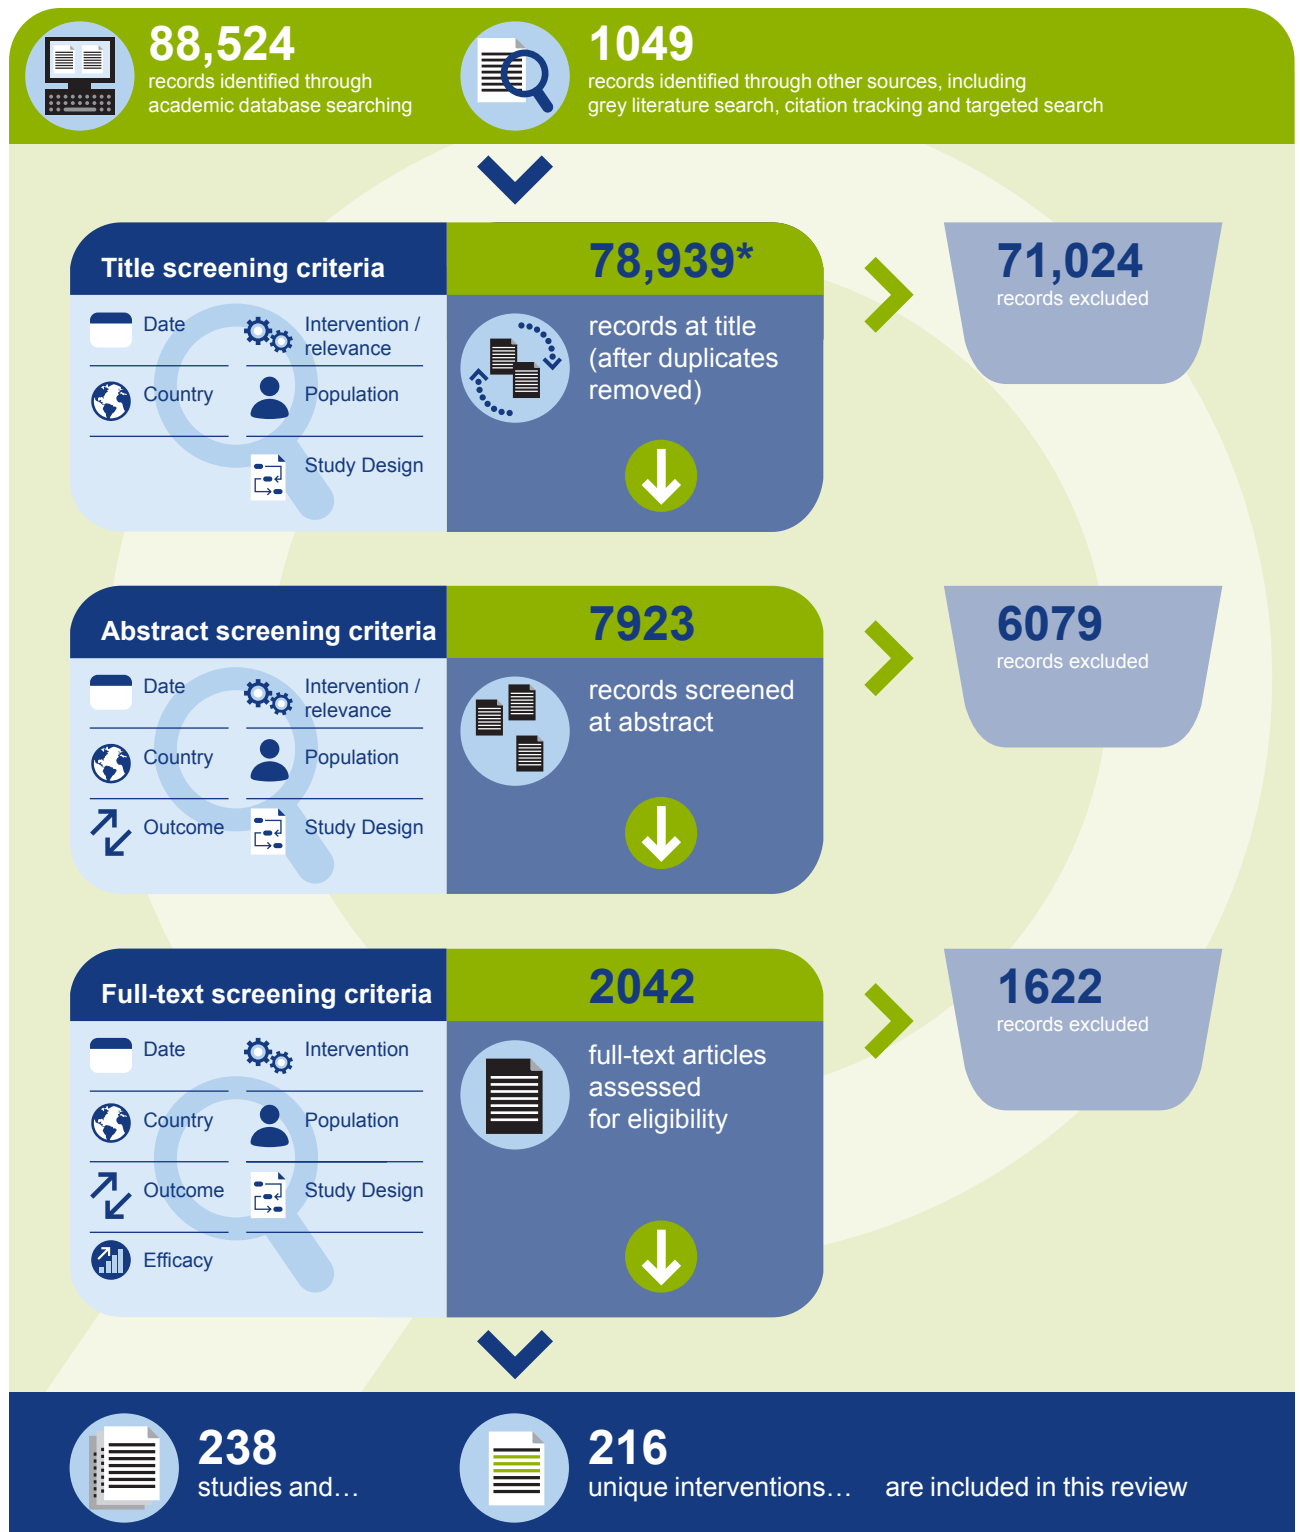 88,524
records identified through
academic database searching
1049
records identified through other sources, including
grey literature search, citation tracking and targeted search
Title screening criteria
Date
Intervention /
relevance
Country
Population
Study Design
78,939*
records at title
(after duplicates
removed)
71,024
records excluded
Abstract screening criteria
Date
Intervention /
relevance
Country
Population
Outcome
Study Design
7923
records screened
at abstract
6079
records excluded
Full-text screening criteria
Date
Intervention
Country
Population
Outcome
Study Design
Efficacy
2042
full-text articles
assessed
for eligibility
1622
records excluded
238
studies and…
216
unique interventions…
are included in this review